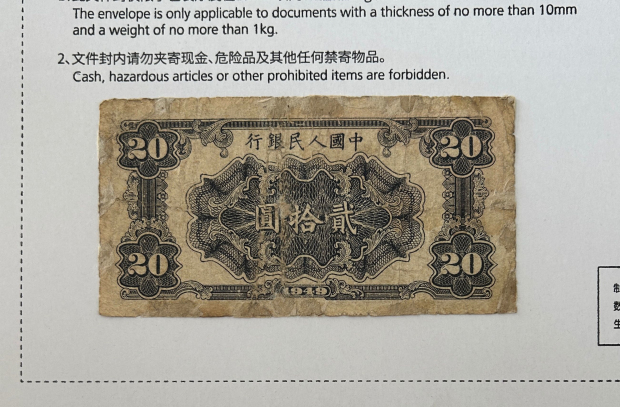 The envelope is only applicable to documents with a thickness of no more than 10mm
and a weight of no more than 1kg.
2、文件封内请勿夹寄现金、危险品及其他任何禁寄物品。
Cash, hazardous articles or other prohibited items are forbidden.
行銀民人國中
20 20
圓拾貳
20 20
1949
制
数
生